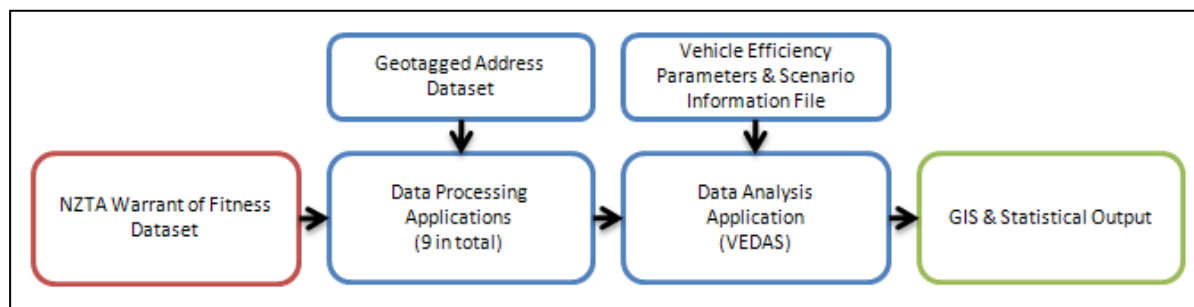 Geotagged Address
Dataset
Vehicle Efficiency
Parameters & Scenario
Information File
NZTA Warrant of Fitness
Dataset
Data Processing
Applications
(9 in total)
Data Analysis
Application
(VEDAS)
GIS & Statistical Output